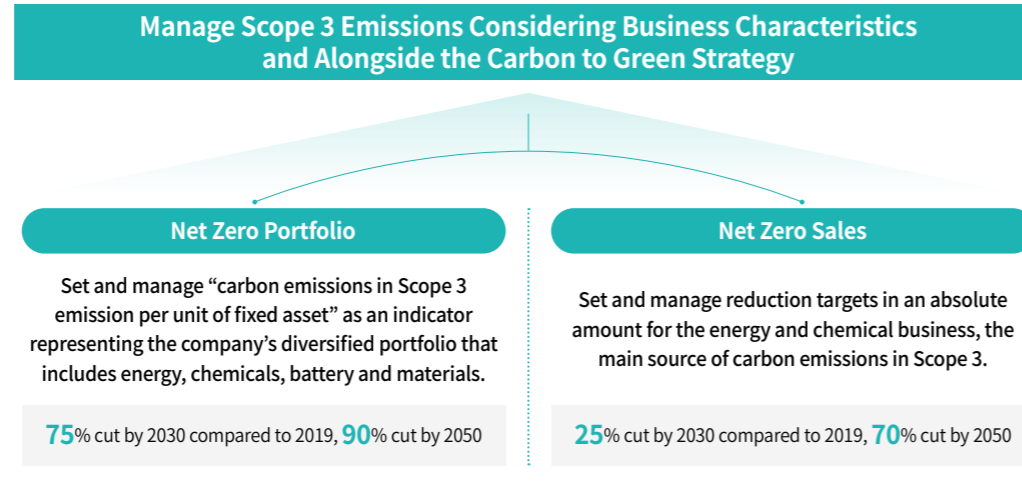 Manage Scope 3 Emissions Considering Business Characteristics
and Alongside the Carbon to Green Strategy
Net Zero Portfolio
Set and manage “carbon emissions in Scope 3
emission per unit of fixed asset” as an indicator
representing the company’s diversified portfolio that
includes energy, chemicals, battery and materials.
75% cut by 2030 compared to 2019, 90% cut by 2050
Net Zero Sales
Set and manage reduction targets in an absolute
amount for the energy and chemical business, the
main source of carbon emissions in Scope 3.
25% cut by 2030 compared to 2019, 70% cut by 2050